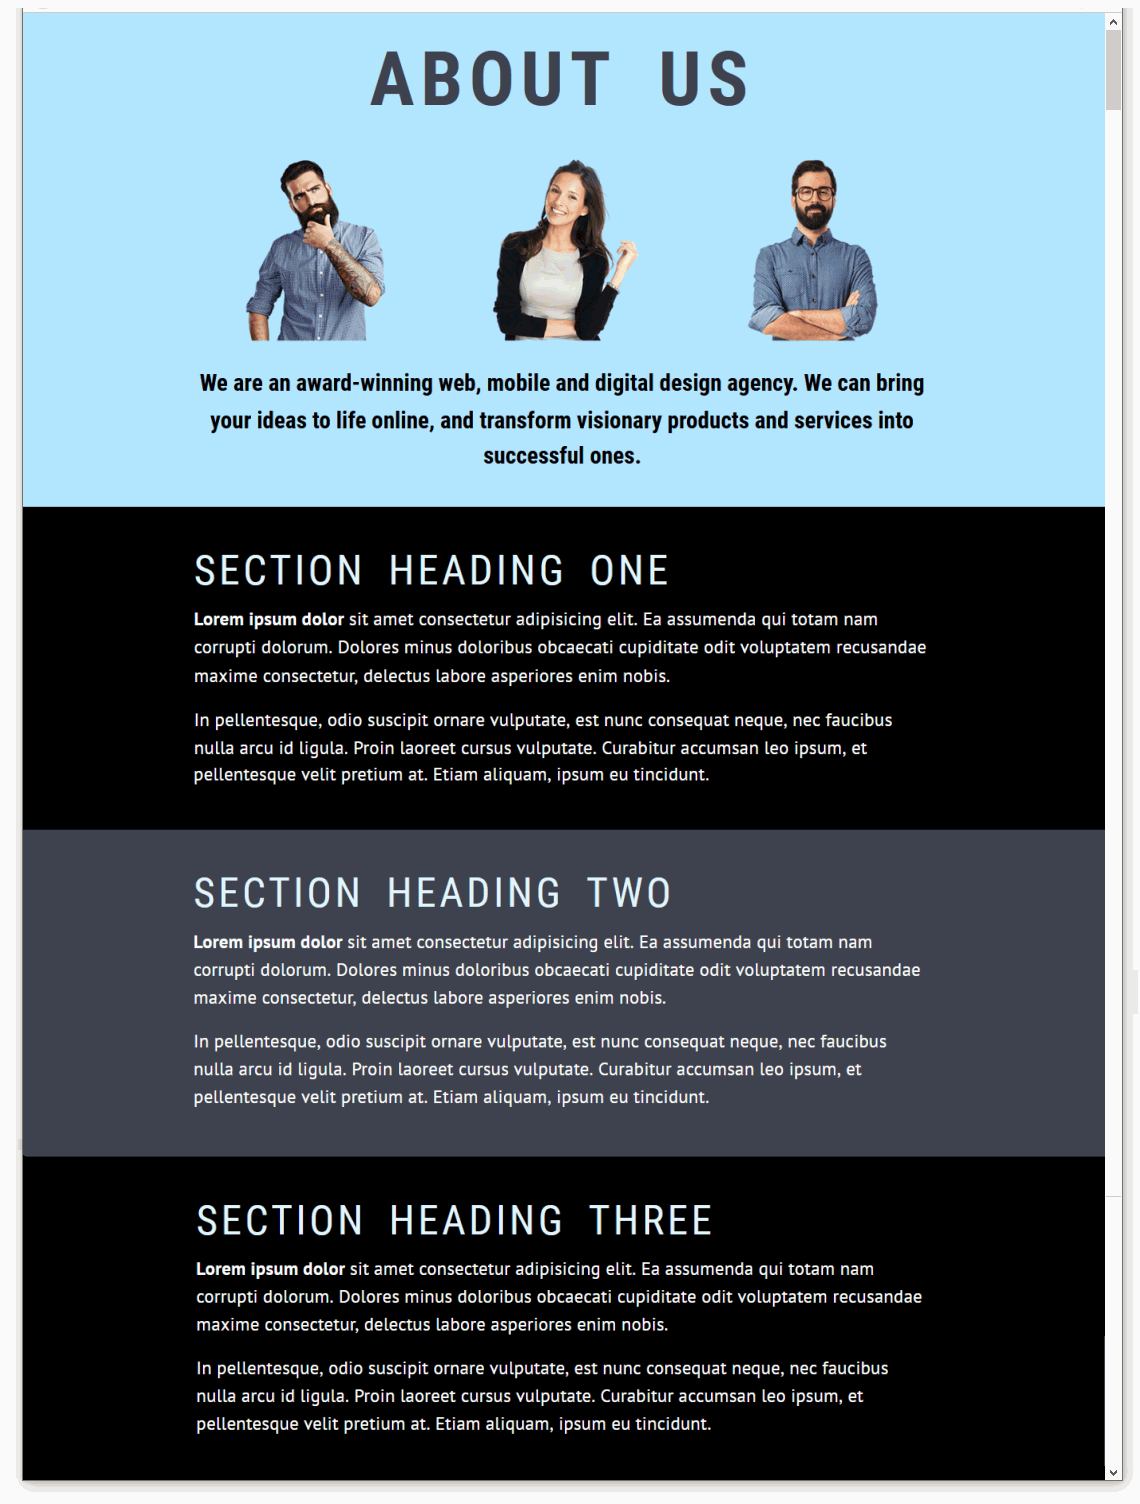 ABOUT US
We are an award-winning web, mobile and digital design agency. We can bring
your ideas to life online, and transform visionary products and services into
successful ones.
SECTION HEADING ONE
Lorem ipsum dolor sit amet consectetur adipisicing elit. Ea assumenda qui totam nam
corrupti dolorum. Dolores minus doloribus obcaecati cupiditate odit voluptatem recusandae
maxime consectetur, delectus labore asperiores enim nobis.
In pellentesque, odio suscipit ornare vulputate, est nunc consequat neque, nec faucibus
nulla arcu id ligula. Proin laoreet cursus vulputate. Curabitur accumsan leo ipsum, et
pellentesque velit pretium at. Etiam aliquam, ipsum eu tincidunt.
SECTION HEADING TWO
Lorem ipsum dolor sit amet consectetur adipisicing elit. Ea assumenda qui totam nam
corrupti dolorum. Dolores minus doloribus obcaecati cupiditate odit voluptatem recusandae
maxime consectetur, delectus labore asperiores enim nobis.
In pellentesque, odio suscipit ornare vulputate, est nunc consequat neque, nec faucibus
nulla arcu id ligula. Proin laoreet cursus vulputate. Curabitur accumsan leo ipsum, et
pellentesque velit pretium at. Etiam aliquam, ipsum eu tincidunt.
SECTION HEADING THREE
Lorem ipsum dolor sit amet consectetur adipisicing elit. Ea assumenda qui totam nam
corrupti dolorum. Dolores minus doloribus obcaecati cupiditate odit voluptatem recusandae
maxime consectetur, delectus labore asperiores enim nobis.
In pellentesque, odio suscipit ornare vulputate, est nunc consequat neque, nec faucibus
nulla arcu id ligula. Proin laoreet cursus vulputate. Curabitur accumsan leo ipsum, et
pellentesque velit pretium at. Etiam aliquam, ipsum eu tincidunt.